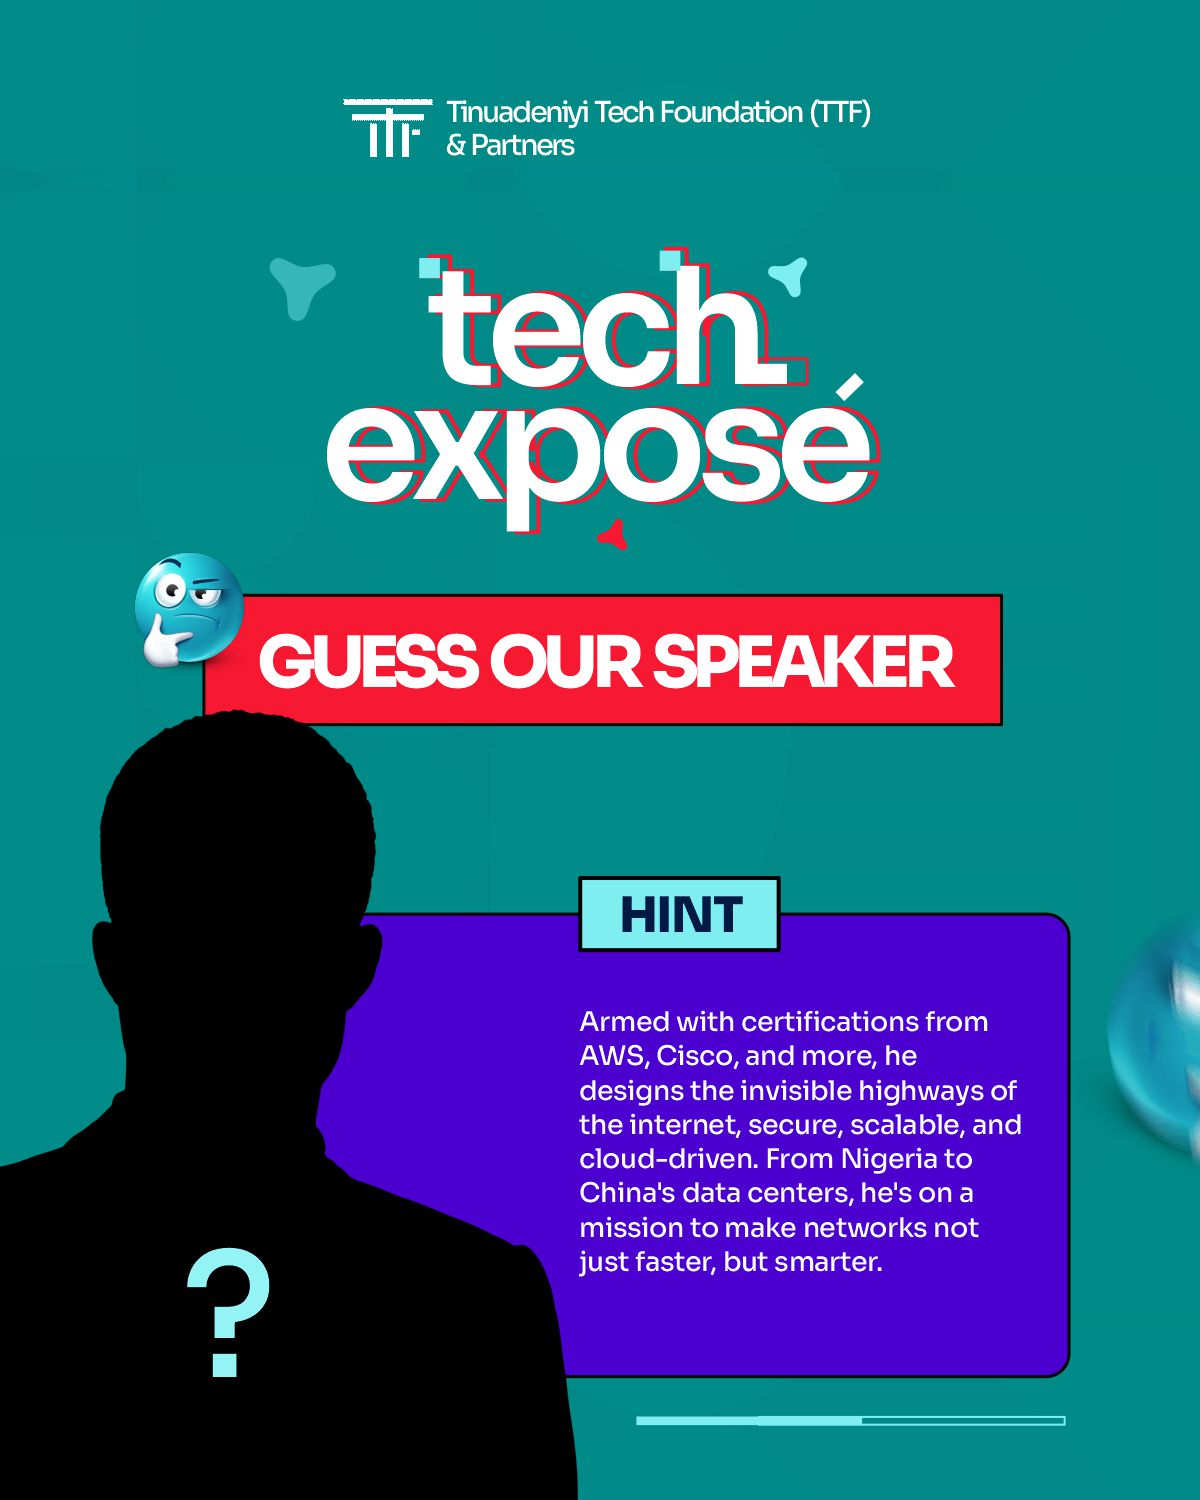 Tinuadeniyi Tech Foundation (TTF)
& Partners
tech
exposé
GUESS OUR SPEAKER
HINT
Armed with certifications from
AWS, Cisco, and more, he
designs the invisible highways of
the internet, secure, scalable, and
cloud-driven. From Nigeria to
China's data centers, he's on a
mission to make networks not
just faster, but smarter.
?